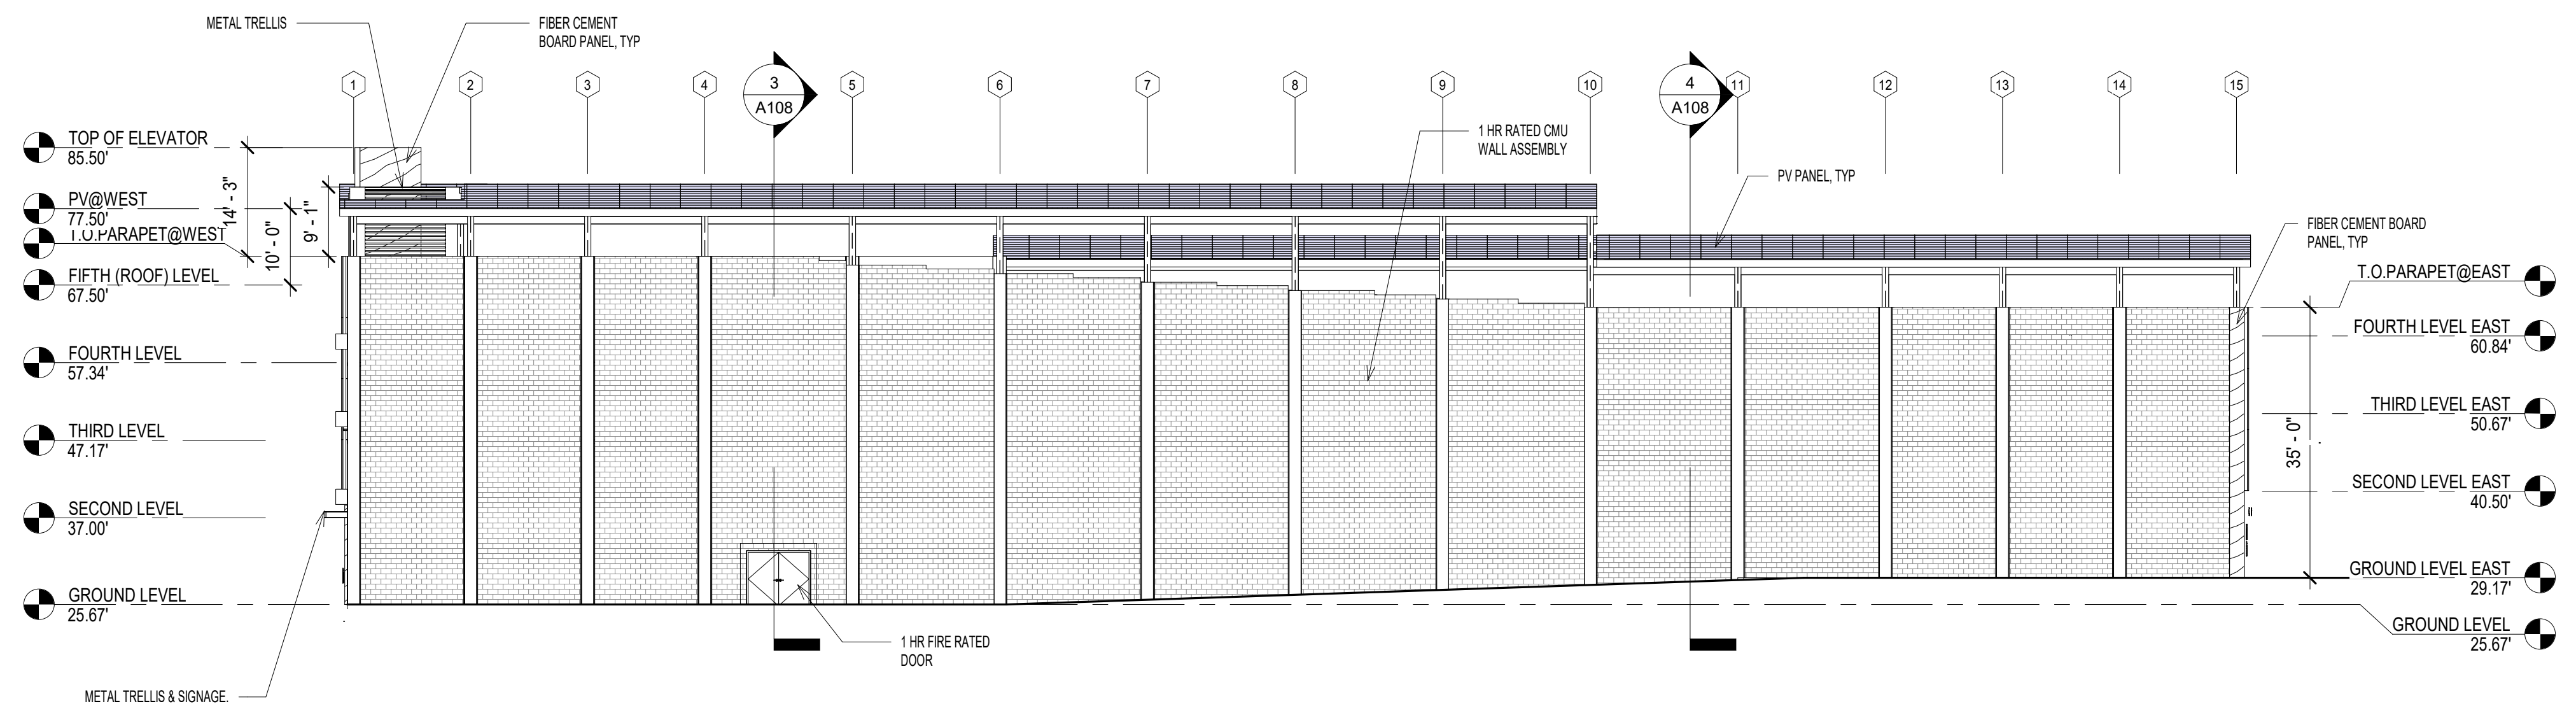 METAL TRELLIS
FIBER CEMENT
BOARD PANEL, TYP
1
2
3
4
3
A108
5
6
7
8
9
10
4
A108
11
12
13
14
15
TOP OF ELEVATOR
85.50'
PV@WEST
77.50'
T.O.PARAPET@WEST
FIFTH (ROOF) LEVEL
67.50'
FOURTH LEVEL
57.34'
THIRD LEVEL
47.17'
SECOND LEVEL
37.00'
GROUND LEVEL
25.67'
14' - 3"
10' - 0"
9' - 1"
1 HR RATED CMU
WALL ASSEMBLY
PV PANEL, TYP
FIBER CEMENT BOARD
PANEL, TYP
T.O.PARAPET@EAST
FOURTH LEVEL EAST
60.84'
THIRD LEVEL EAST
50.67'
35' - 0"
SECOND LEVEL EAST
40.50'
GROUND LEVEL EAST
29.17'
GROUND LEVEL
25.67'
1 HR FIRE RATED
DOOR
METAL TRELLIS & SIGNAGE.